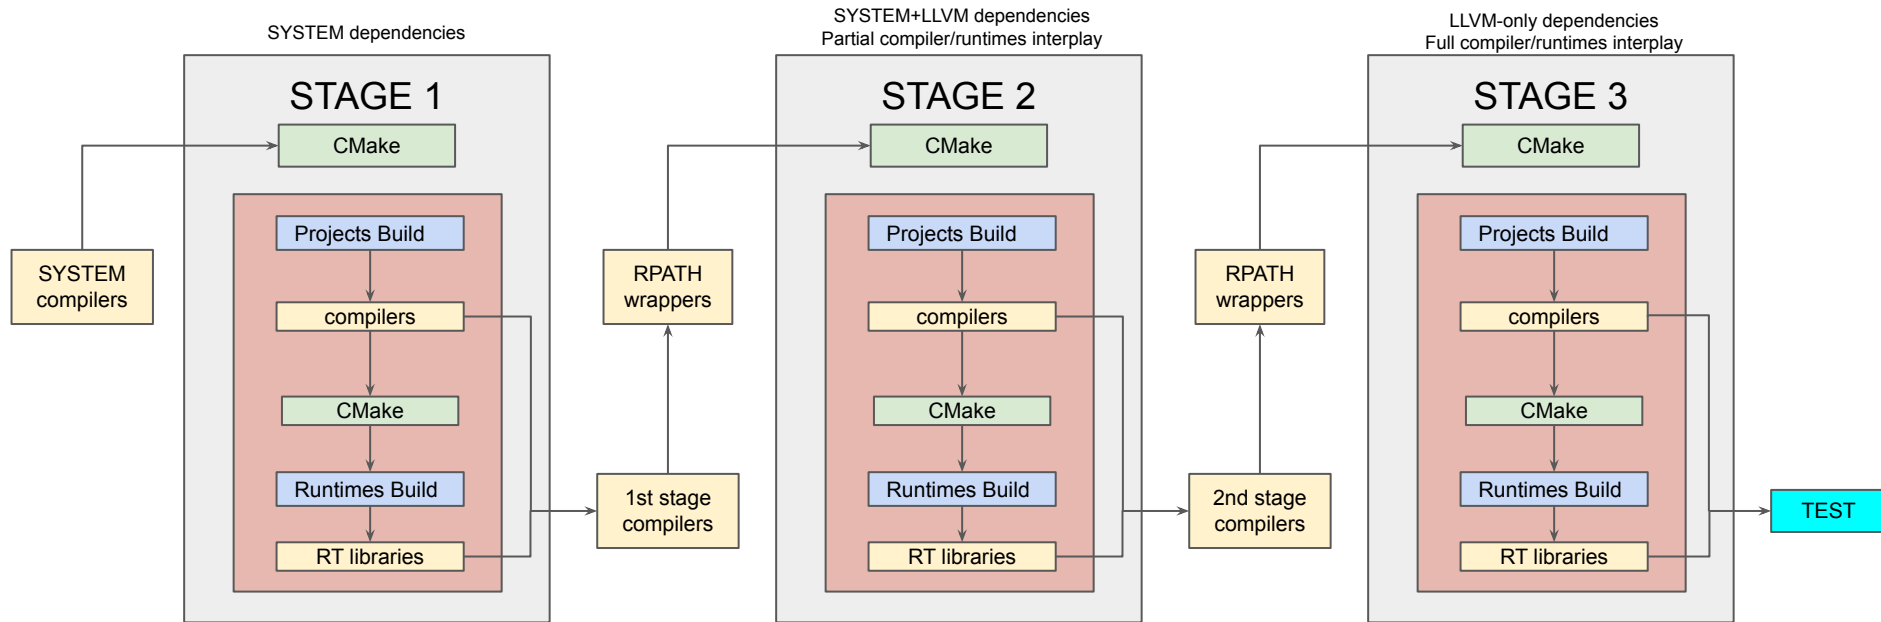 SYSTEM dependencies
STAGE 1
CMake
SYSTEM
compilers
Projects Build
compilers
CMake
Runtimes Build
RT libraries
1st stage
compilers
RPATH
wrappers
SYSTEM+LLVM dependencies
Partial compiler/runtimes interplay
STAGE 2
CMake
Projects Build
compilers
CMake
Runtimes Build
RT libraries
2nd stage
compilers
RPATH
wrappers
LLVM-only dependencies
Full compiler/runtimes interplay
STAGE 3
CMake
Projects Build
compilers
CMake
Runtimes Build
RT libraries
TEST